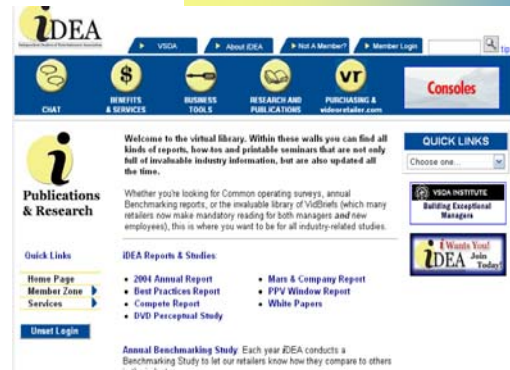 iDEA
VSDA
About iDEA
Not A Member?
Member Login
CHAT
BENEFITS
& SERVICES
BUSINESS
TOOLS
RESEARCH AND
PUBLICATIONS
VR
PURCHASING &
videoretailer.com
Consoles
Publications
& Research
Welcome to the virtual library. Within these walls you can find all
kinds of reports, how-tos and printable seminars that are not only
full of invaluable industry information, but are also updated all
the time.
Whether you're looking for Common operating surveys, annual
Benchmarking reports, or the invaluable library of VidBriefs (which many
retailers now make mandatory reading for both managers and new
employees), this is where you want to be for all industry-related studies.
QUICK LINKS
Choose one...
VSDA INSTITUTE
Building Exceptional
Managers
i Wants You!
iDEA Join
Today!
Quick Links
Home Page
Member Zone
Services
Unset Login
iDEA Reports & Studies:
• 2004 Annual Report
• Best Practices Report
• Compete Report
• DVD Perceptual Study
• Mars & Company Report
• PPV Window Report
• White Papers
Annual Benchmarking Study: Each year iDEA conducts a
Benchmarking Study to let our retailers know how they compare to others